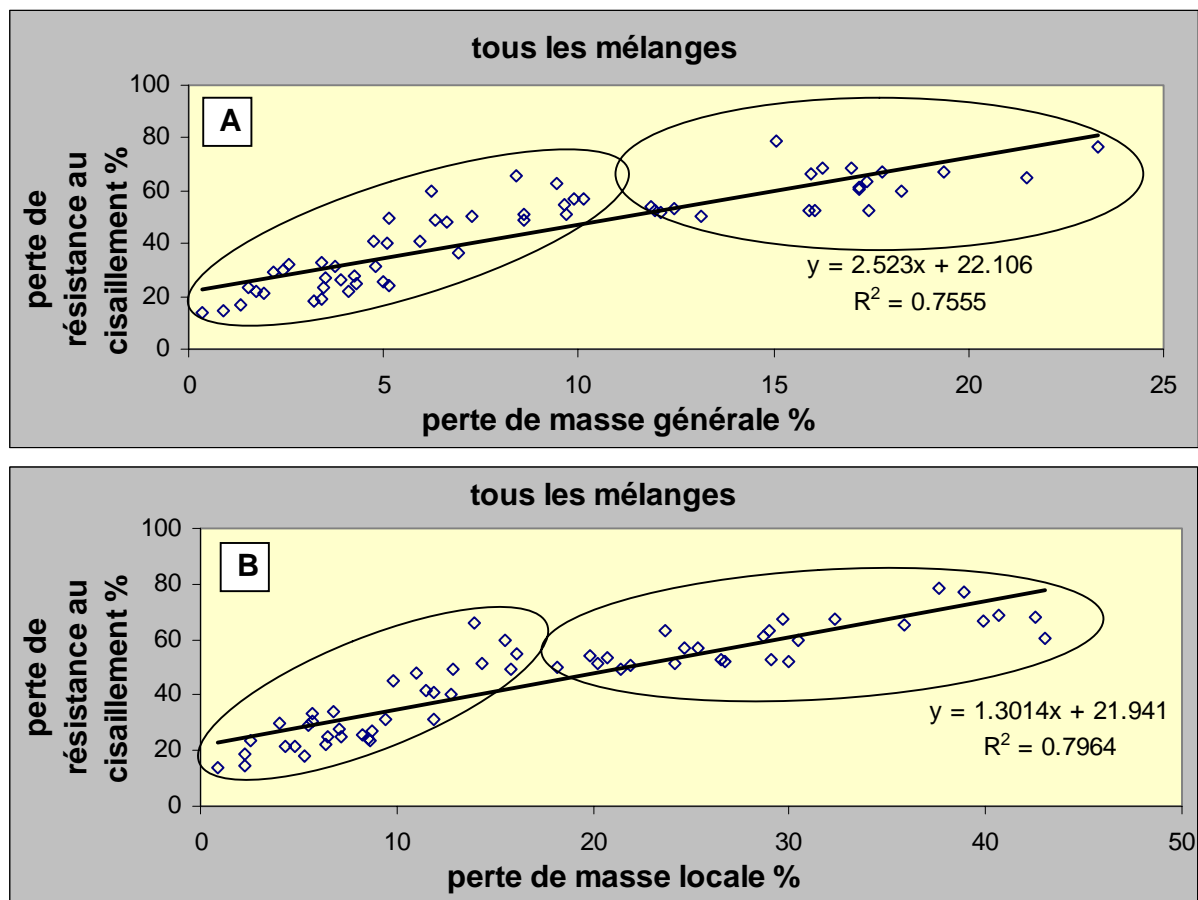 tous les mélanges
A
100
80
60
40
20
0
perte de
résistance au
cisaillement %
y = 2.523x + 22.106
R² = 0.7555
0 5 10 15 20 25
perte de masse générale %
tous les mélanges
B
100
80
60
40
20
0
perte de
résistance au
cisaillement %
y = 1.3014x + 21.941
R² = 0.7964
0 10 20 30 40 50
perte de masse locale %